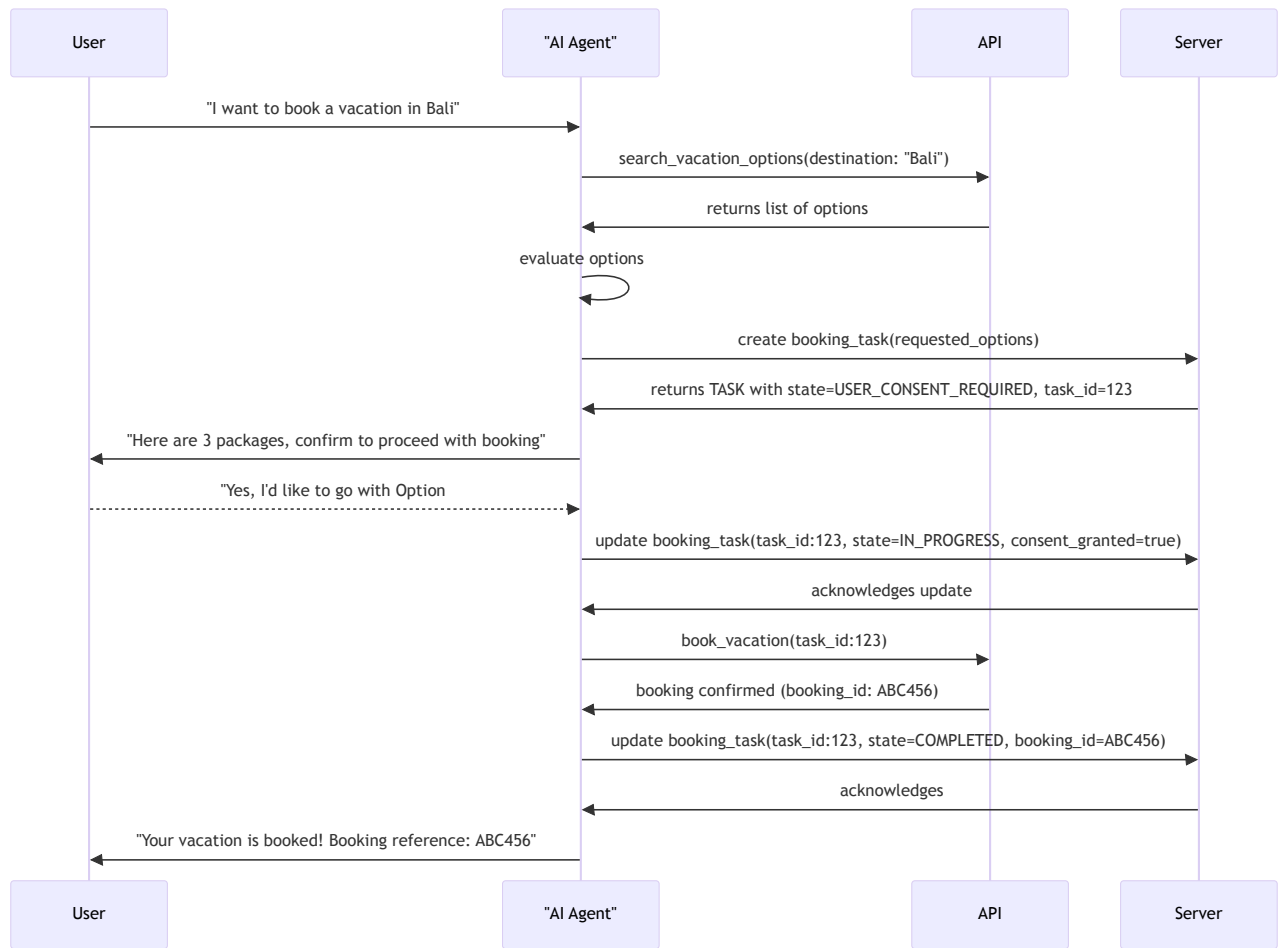 User
"AI Agent"
API
Server
"I want to book a vacation in Bali"
search_vacation_options(destination: "Bali")
returns list of options
evaluate options
create booking_task(requested_options)
returns TASK with state=USER_CONSENT_REQUIRED, task_id=123
"Here are 3 packages, confirm to proceed with booking"
"Yes, I'd like to go with Option
update booking_task(task_id:123, state=IN_PROGRESS, consent_granted=true)
acknowledges update
book_vacation(task_id:123)
booking confirmed (booking_id: ABC456)
update booking_task(task_id:123, state=COMPLETED, booking_id=ABC456)
acknowledges
"Your vacation is booked! Booking reference: ABC456"
User
"AI Agent"
API
Server